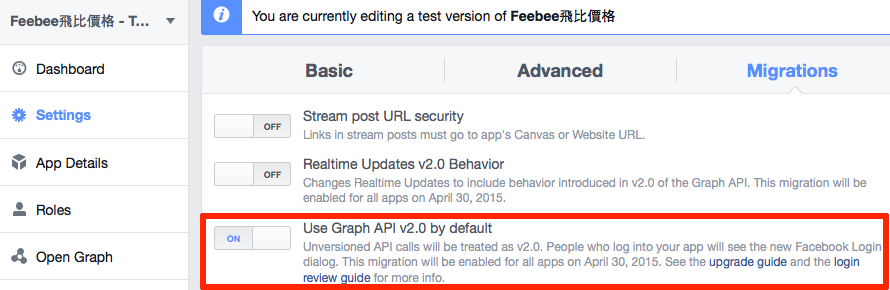 Feebee飛比價格 - T...
You are currently editing a test version of Feebee飛比價格
Dashboard
Settings
App Details
Roles
Open Graph
Basic
Advanced
Migrations
OFF
Stream post URL security
Links in stream posts must go to app's Canvas or Website URL.
OFF
Realtime Updates v2.0 Behavior
Changes Realtime Updates to include behavior introduced in v2.0 of the Graph API. This migration will be
enabled for all apps on April 30, 2015.
ON
Use Graph API v2.0 by default
Unversioned API calls will be treated as v2.0. People who log into your app will see the new Facebook Login
dialog. This migration will be enabled for all apps on April 30, 2015. See the upgrade guide and the login
review guide for more info.